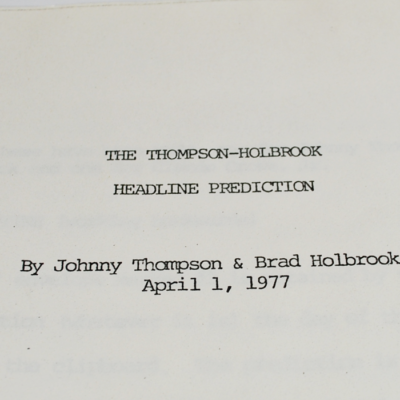 THE THOMPSON-HOLBROOK
HEADLINE PREDICTION
By Johnny Thompson & Brad Holbrook
April 1, 1977